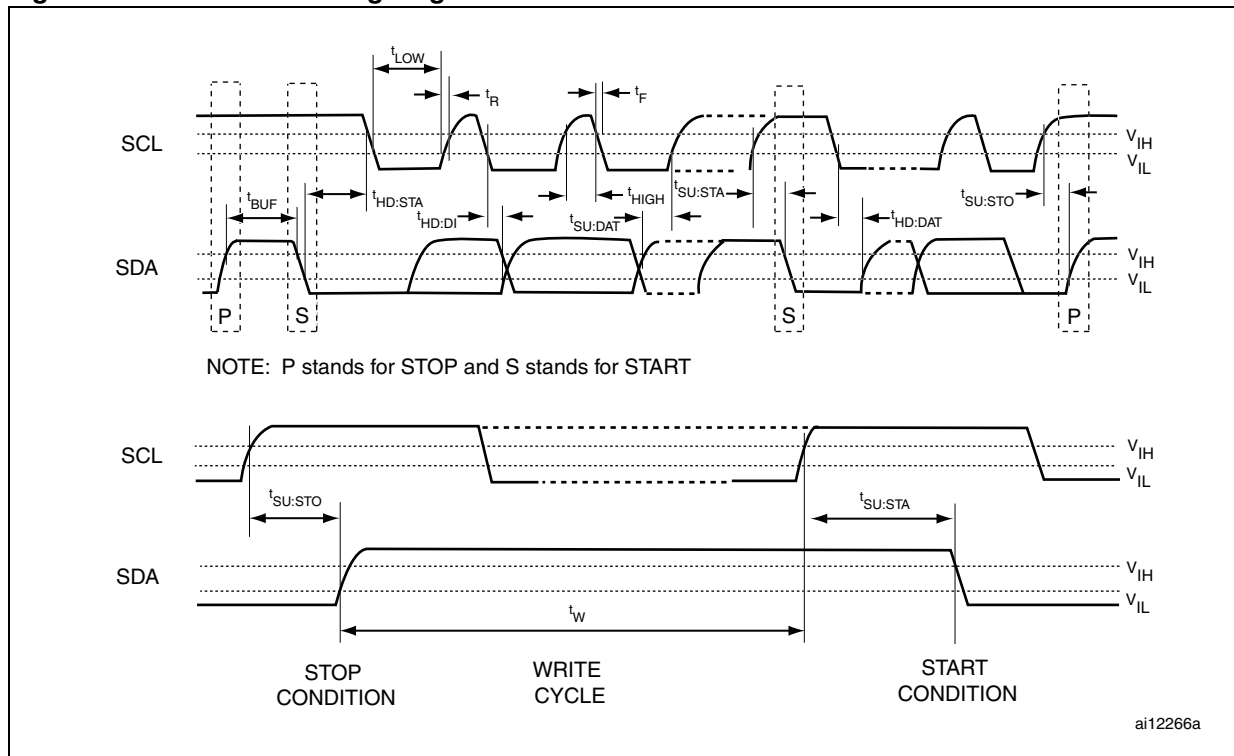 tLOW
tR
tF
SCL
VIH
VIL
tBUF
tHD:STA
tHD:DI
tSU:DAT
tHIGH
tSU:STA
tHD:DAT
tSU:STO
SDA
VIH
VIL
P
S
S
P
NOTE: P stands for STOP and S stands for START
SCL
VIH
VIL
tSU:STO
tSU:STA
SDA
VIH
VIL
tW
STOP
CONDITION
WRITE
CYCLE
START
CONDITION
ai12266a